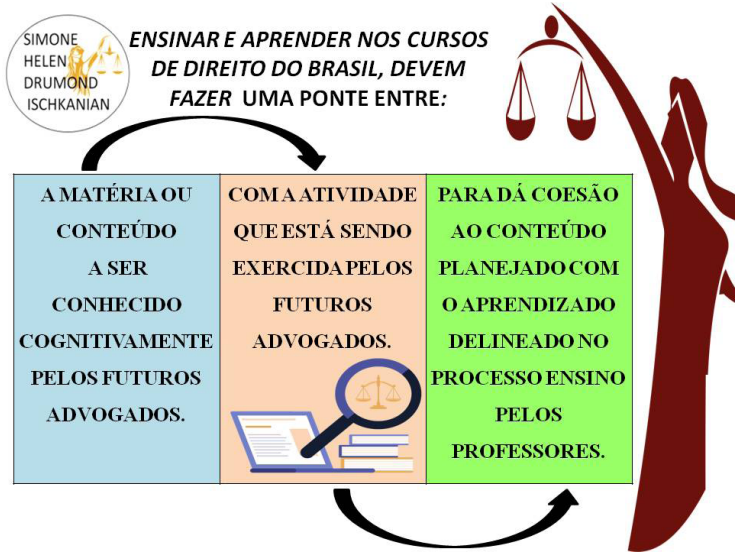 SIMONE
HELEN
DRUMOND
ISCHKANIAN
ENSINAR E APRENDER NOS CURSOS
DE DIREITO DO BRASIL, DEVEM
FAZER UMA PONTE ENTRE:
A MATÉRIA OU
CONTEÚDO
A SER
CONHECIDO
COGNITIVAMENTE
PELOS FUTUROS
ADVOGADOS.
COM A ATIVIDADE
QUE ESTÁ SENDO
EXERCIDA PELOS
FUTUROS
ADVOGADOS.
PARA DÁ COESÃO
AO CONTEÚDO
PLANEJADO COM
O APRENDIZADO
DELINEADO NO
PROCESSO ENSINO
PELOS
PROFESSORES.